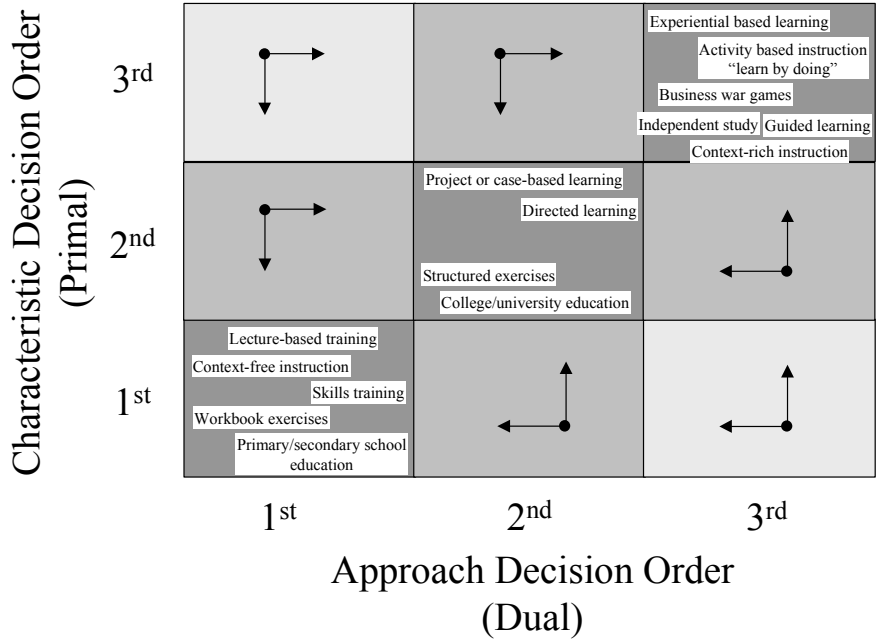 Characteristic Decision Order
(Primal)
3rd
Experiential based learning
Activity based instruction
“learn by doing”
Business war games
Independent study
Guided learning
Context-rich instruction
2nd
Project or case-based learning
Directed learning
Structured exercises
College/university education
1st
Lecture-based training
Context-free instruction
Skills training
Workbook exercises
Primary/secondary school
education
1st
2nd
3rd
Approach Decision Order
(Dual)